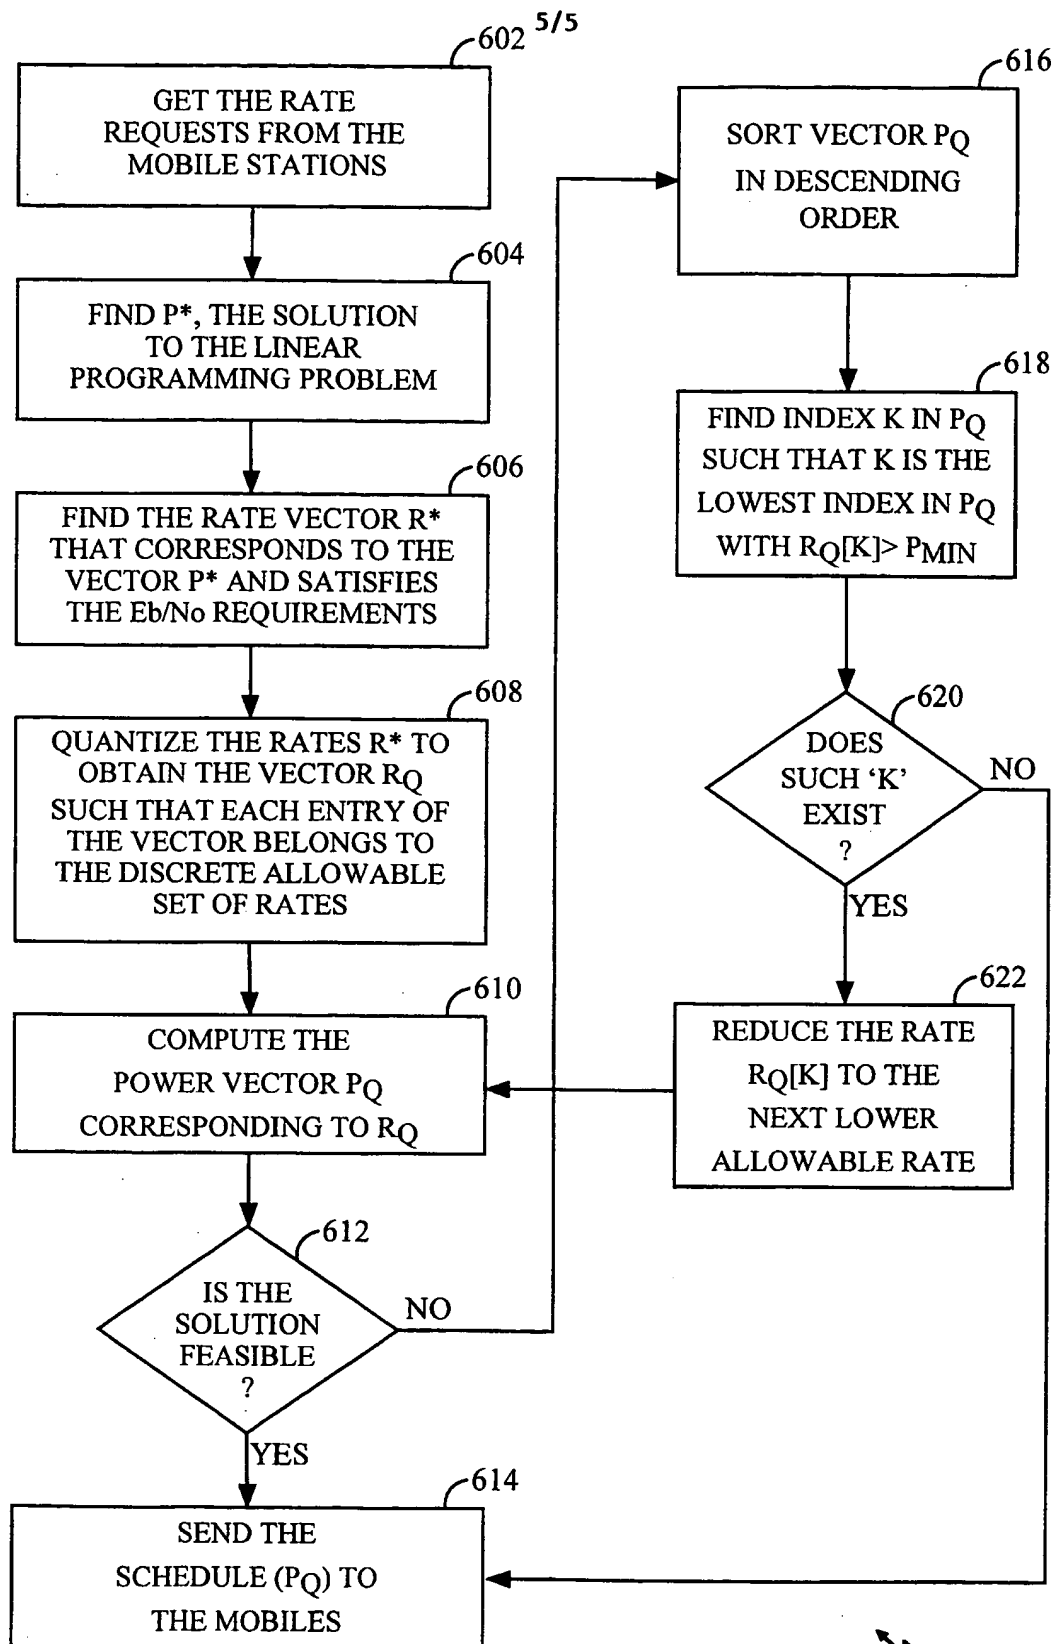 5/5
602
GET THE RATE
REQUESTS FROM THE
MOBILE STATIONS
604
FIND P*, THE SOLUTION
TO THE LINEAR
PROGRAMMING PROBLEM
606
FIND THE RATE VECTOR R*
THAT CORRESPONDS TO THE
VECTOR P* AND SATISFIES
THE Eb/No REQUIREMENTS
608
QUANTIZE THE RATES R* TO
OBTAIN THE VECTOR RQ
SUCH THAT EACH ENTRY OF
THE VECTOR BELONGS TO
THE DISCRETE ALLOWABLE
SET OF RATES
610
COMPUTE THE
POWER VECTOR PQ
CORRESPONDING TO RQ
612
IS THE
SOLUTION
FEASIBLE
?
NO
YES
614
SEND THE
SCHEDULE (PQ) TO
THE MOBILES
616
SORT VECTOR PQ
IN DESCENDING
ORDER
618
FIND INDEX K IN PQ
SUCH THAT K IS THE
LOWEST INDEX IN PQ
WITH RQ[K]> PMIN
620
DOES
SUCH ‘K’
EXIST
?
NO
YES
622
REDUCE THE RATE
RQ[K] TO THE
NEXT LOWER
ALLOWABLE RATE